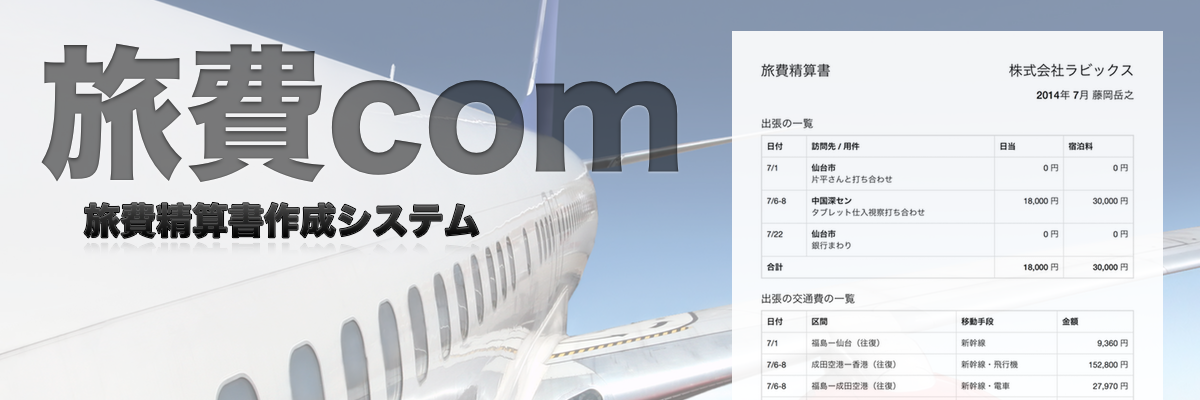 旅費com
旅費精算書作成システム
旅費精算書 株式会社ラビックス
2014年 7月 藤岡岳之
出張の一覧
日付 訪問先 / 用件 日当 宿泊料
7/1 仙台市 0 円 0 円
片平さんと打ち合わせ
7/6-8 中国深セン 18,000 円 30,000 円
タブレット仕入視察打ち合わせ
7/22 仙台市 0 円 0 円
銀行まわり
合計 18,000 円 30,000 円
出張の交通費の一覧
日付 区間 移動手段 金額
7/1 福島ー仙台（往復） 新幹線 9,360 円
7/6-8 成田空港ー香港（往復） 新幹線・飛行機 152,800 円
7/6-8 福島ー成田空港（往復） 新幹線・電車 27,970 円